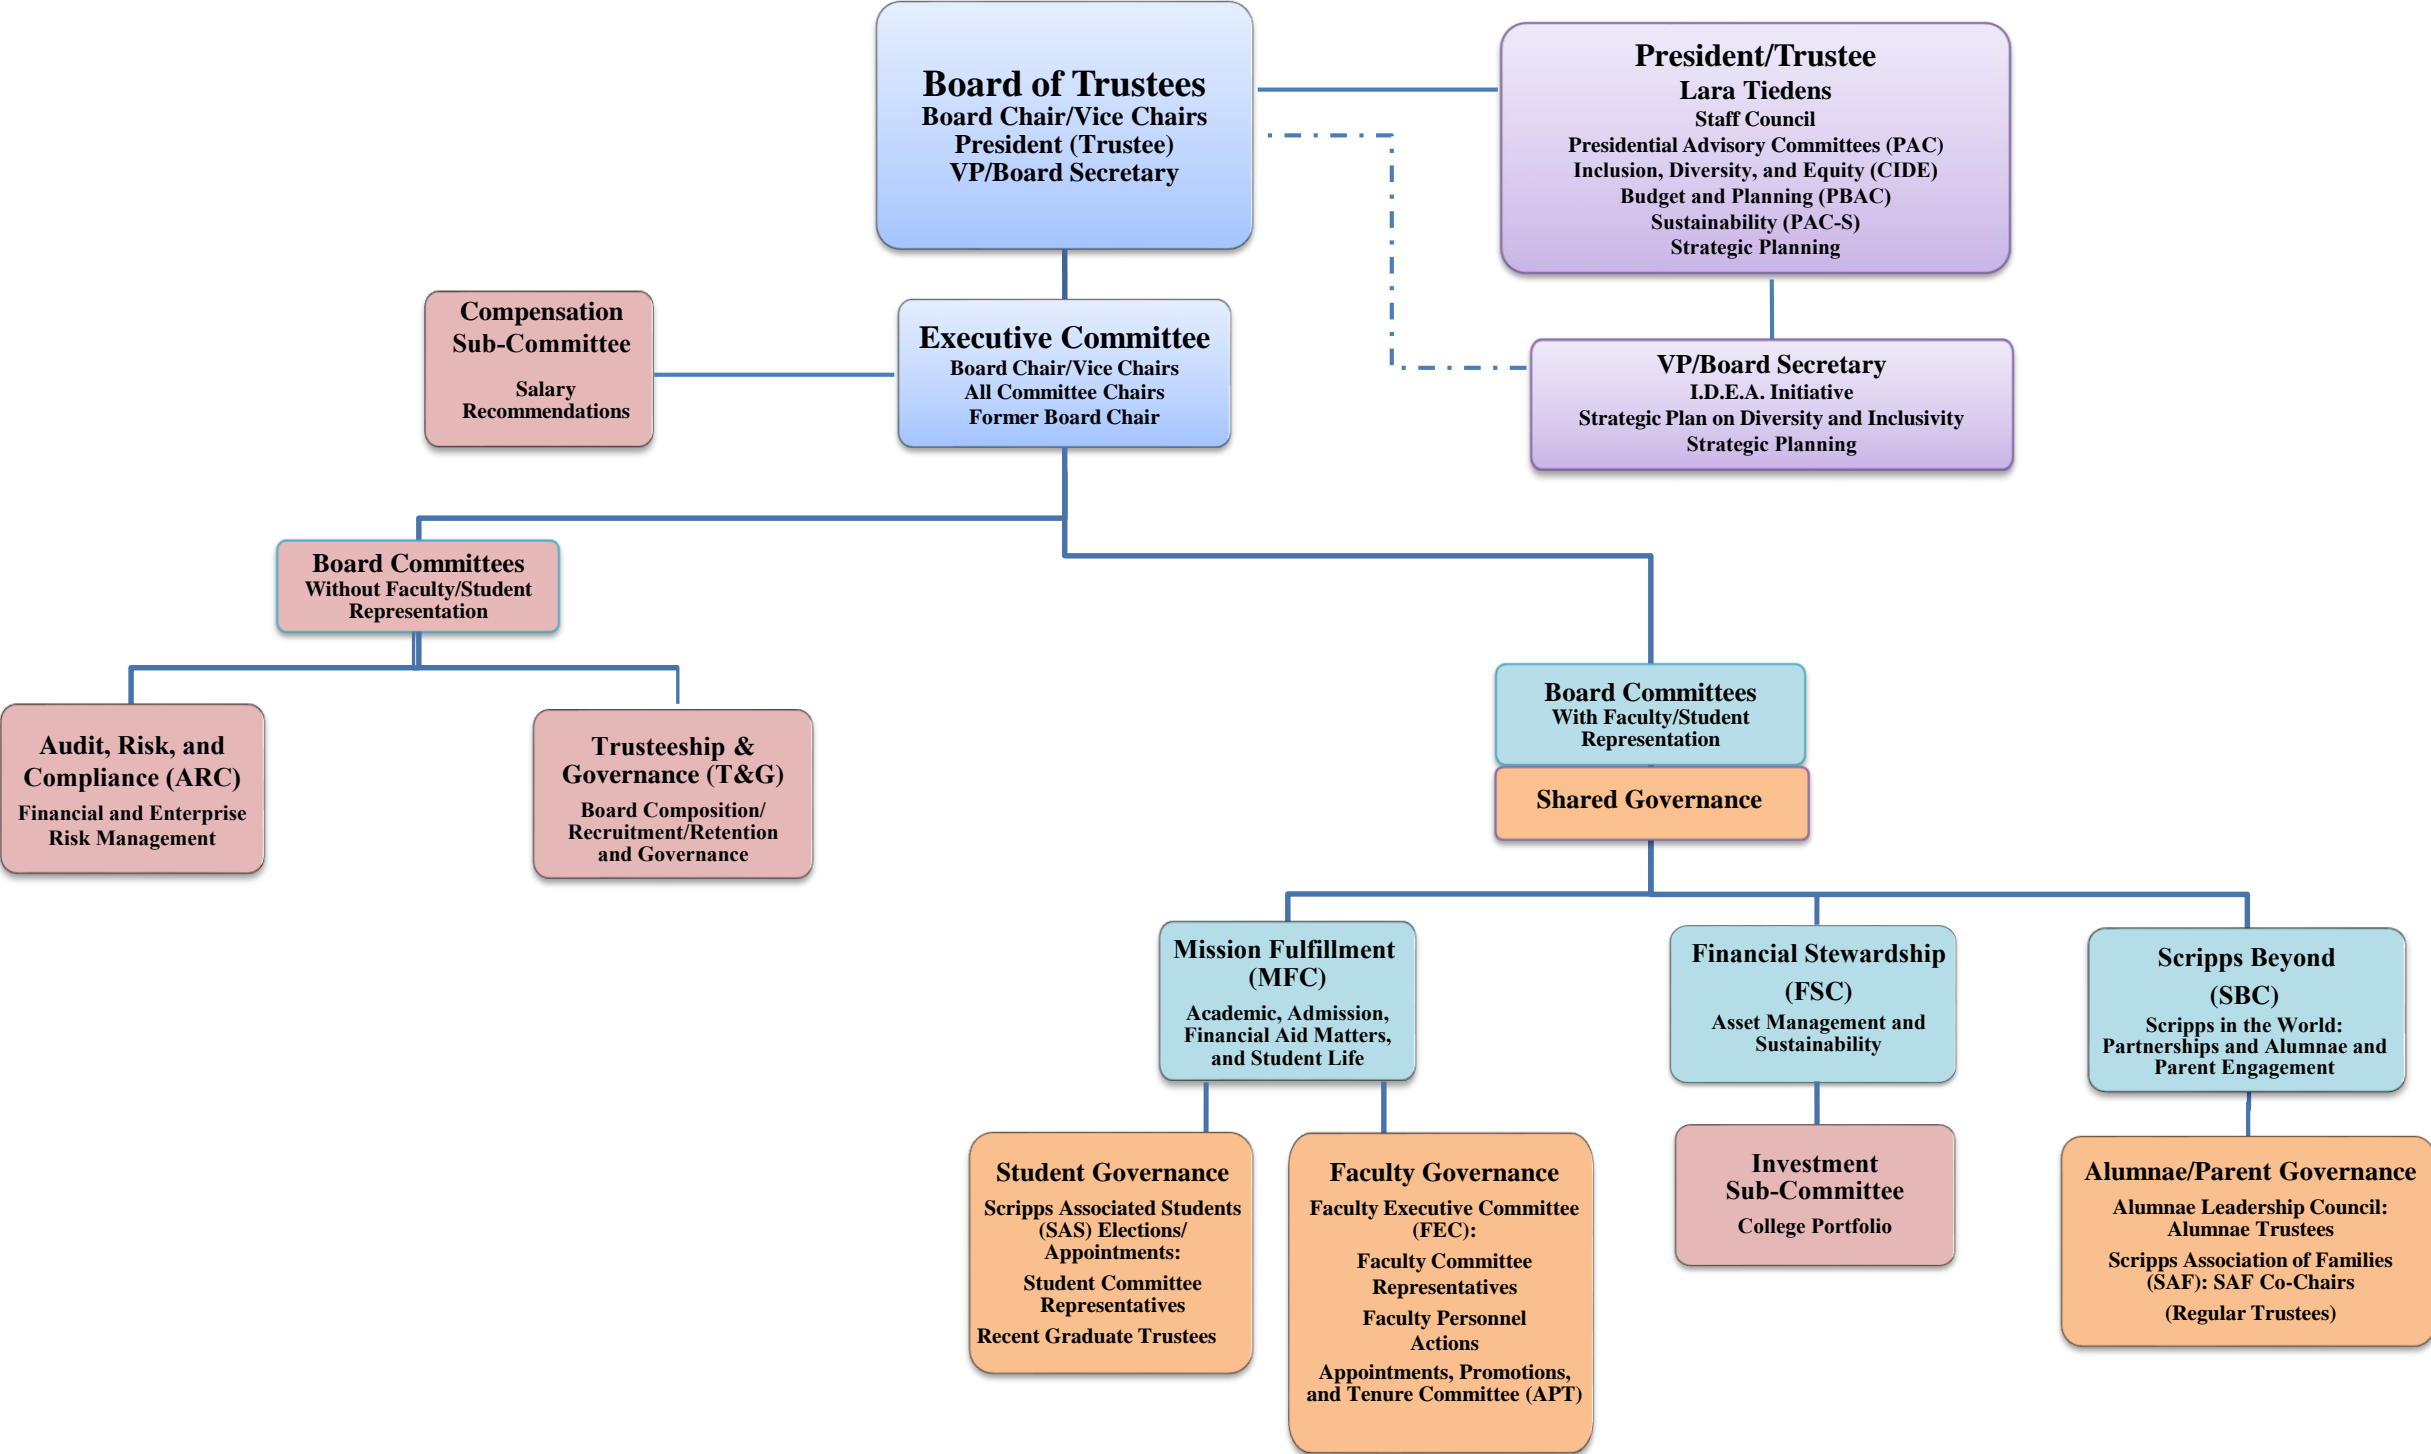 Board of Trustees
Board Chair/Vice Chairs
President (Trustee)
VP/Board Secretary
President/Trustee
Lara Tiedens
Staff Council
Presidential Advisory Committees (PAC)
Inclusion, Diversity, and Equity (CIDE)
Budget and Planning (PBAC)
Sustainability (PAC-S)
Strategic Planning
Compensation
Sub-Committee
Salary
Recommendations
Executive Committee
Board Chair/Vice Chairs
All Committee Chairs
Former Board Chair
VP/Board Secretary
I.D.E.A. Initiative
Strategic Plan on Diversity and Inclusivity
Strategic Planning
Board Committees
Without Faculty/Student
Representation
Board Committees
With Faculty/Student
Representation
Shared Governance
Audit, Risk, and
Compliance (ARC)
Financial and Enterprise
Risk Management
Trusteeship &
Governance (T&G)
Board Composition/
Recruitment/Retention
and Governance
Mission Fulfillment
(MFC)
Academic, Admission,
Financial Aid Matters,
and Student Life
Financial Stewardship
(FSC)
Asset Management and
Sustainability
Scripps Beyond
(SBC)
Scripps in the World:
Partnerships and Alumnae and
Parent Engagement
Student Governance
Scripps Associated Students
(SAS) Elections/
Appointments:
Student Committee
Representatives
Recent Graduate Trustees
Faculty Governance
Faculty Executive Committee
(FEC):
Faculty Committee
Representatives
Faculty Personnel
Actions
Appointments, Promotions,
and Tenure Committee (APT)
Investment
Sub-Committee
College Portfolio
Alumnae/Parent Governance
Alumnae Leadership Council:
Alumnae Trustees
Scripps Association of Families
(SAF): SAF Co-Chairs
(Regular Trustees)